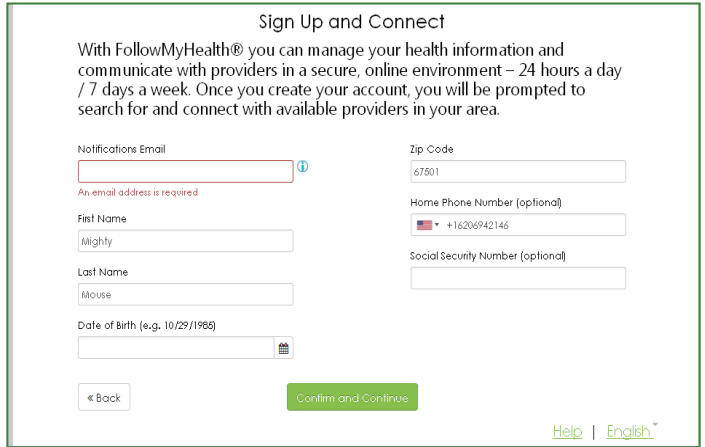 Sign Up and Connect
With FollowMyHealth® you can manage your health information and
communicate with providers in a secure, online environment – 24 hours a day
/ 7 days a week. Once you create your account, you will be prompted to
search for and connect with available providers in your area.
Notifications Email
An email address is required
First Name
Mighty
Last Name
Mouse
Date of Birth (e.g. 10/29/1985)
Zip Code
67501
Home Phone Number (optional)
+16206942146
Social Security Number (optional)
« Back
Confirm and Continue
Help | English